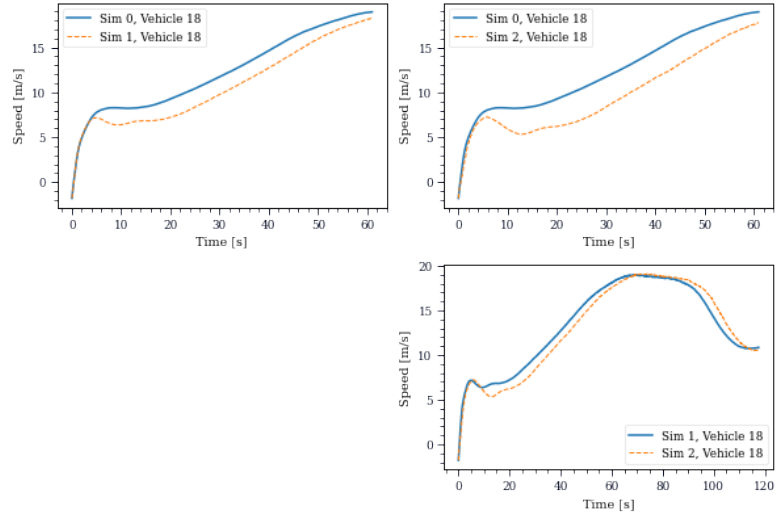 Sim 0, Vehicle 18
Sim 1, Vehicle 18
Speed [m/s]
15
10
5
0
0 10 20 30 40 50 60
Time [s]
Sim 0, Vehicle 18
Sim 2, Vehicle 18
Speed [m/s]
15
10
5
0
0 10 20 30 40 50 60
Time [s]
20
15
10
5
0
Speed [m/s]
Sim 1, Vehicle 18
Sim 2, Vehicle 18
0 20 40 60 80 100 120
Time [s]